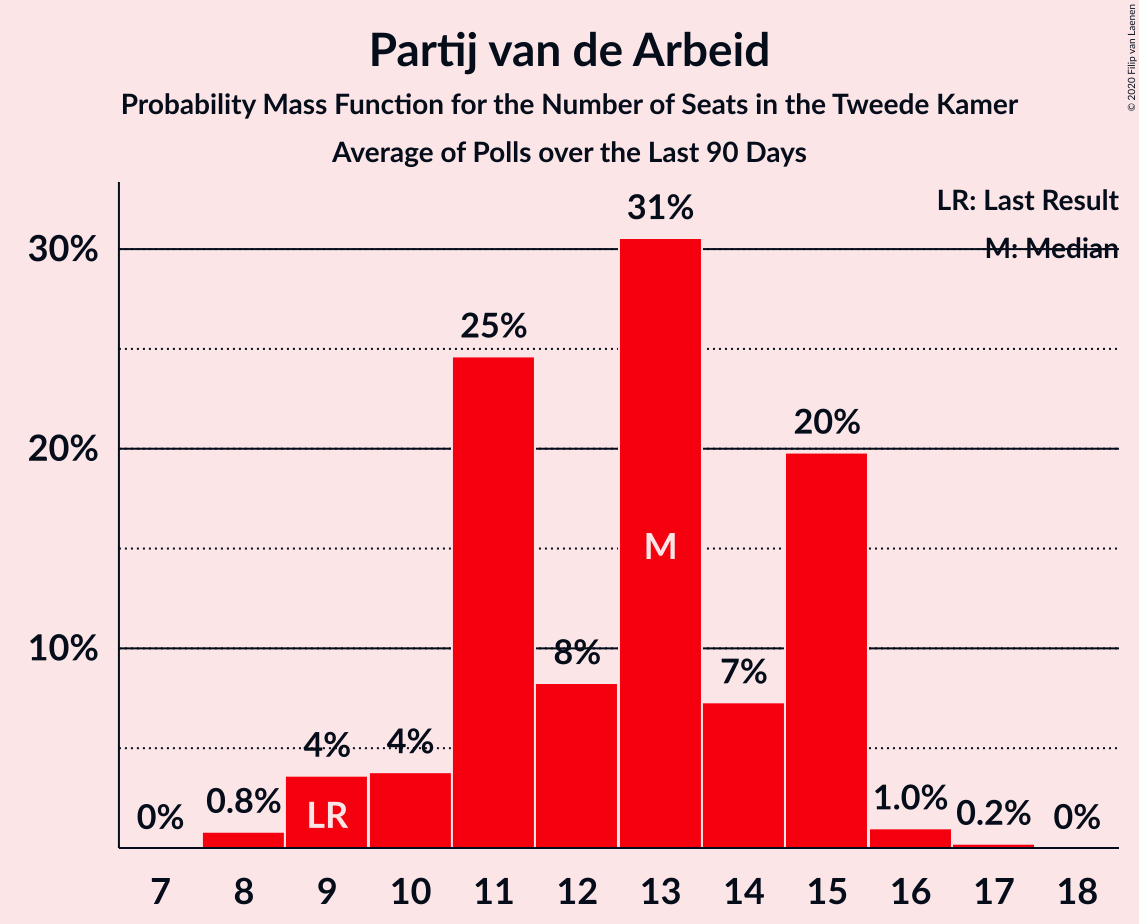 Partij van de Arbeid
Probability Mass Function for the Number of Seats in the Tweede Kamer
Average of Polls over the Last 90 Days
© 2020 Filip van Laenen
LR: Last Result
M: Median
30%
20%
10%
0%
0.8%
4%
4%
25%
8%
31%
7%
20%
1.0%
0.2%
0%
LR
M
7 8 9 10 11 12 13 14 15 16 17 18